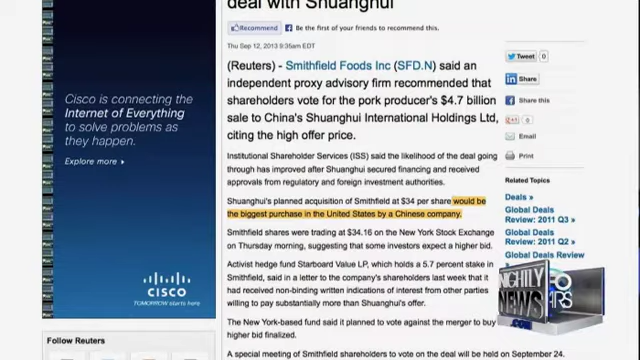 deal with Shuanghui
Recommend
Be the first of your friends to recommend this.
Thu Sep 12, 2013 9:35am EDT
(Reuters) - Smithfield Foods Inc (SFD.N) said an
independent proxy advisory firm recommended that
shareholders vote for the pork producer's $4.7 billion
sale to China's Shuanghui International Holdings Ltd,
citing the high offer price.
Institutional Shareholder Services (ISS) said the likelihood of the deal going
through has improved after Shuanghui secured financing and received
approvals from regulatory and foreign investment authorities.
Shuanghui's planned acquisition of Smithfield at $34 per share would be
the biggest purchase in the United States by a Chinese company.
Smithfield shares were trading at $34.16 on the New York Stock Exchange
on Thursday morning, suggesting that some investors expect a higher bid.
Activist hedge fund Starboard Value LP, which holds a 5.7 percent stake in
Smithfield, said in a letter to the company's shareholders last week that it
had received non-binding written indications of interest from other parties
willing to pay substantially more than Shuanghui's offer.
The New York-based fund said it planned to vote against the merger to buy
higher bid finalized.
A special meeting of Smithfield shareholders to vote on the deal will be held on September 24.
Cisco is connecting the
Internet of Everything
to solve problems as
they happen.
Explore more
CISCO
TOMORROW starts here
Follow Reuters
Tweet 0
Share
Share this
+1 0
Email
Print
Related Topics
Deals »
Global Deals
Review: 2011 Q3 »
Global Deals
Review: 2011 Q2 »
Global Deals Review
NIGHTLY
NEWS
.COM